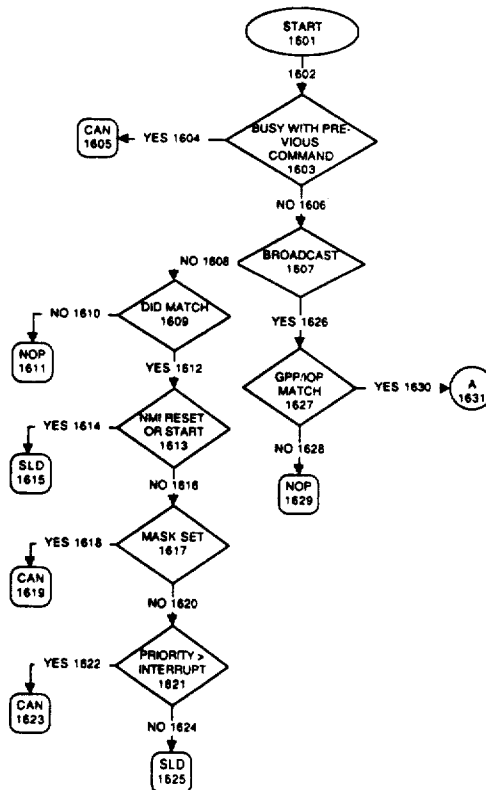 START
1601
1602
BUSY WITH PRE-
VIOUS
COMMAND
1603
YES 1604
CAN
1605
NO 1606
BROADCAST
1607
NO 1608
DID MATCH
1609
NO 1610
NOP
1611
YES 1612
NMI RESET
OR START
1613
YES 1614
SLD
1615
NO 1616
MASK SET
1617
YES 1618
CAN
1619
NO 1620
PRIORITY >
INTERRUPT
1621
YES 1622
CAN
1623
NO 1624
SLD
1625
YES 1626
GPP/IOP
MATCH
1627
YES 1630
A
1631
NO 1628
NOP
1629